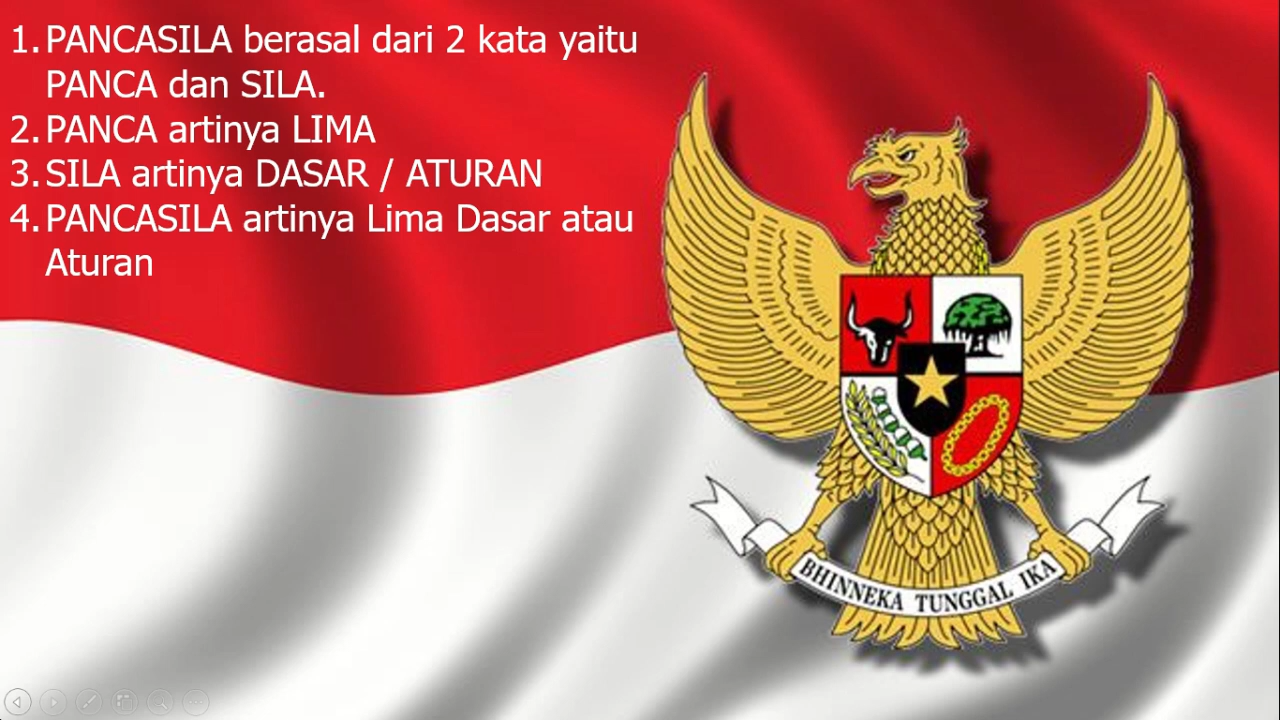 1. PANCASILA berasal dari 2 kata yaitu
PANCA dan SILA.
2. PANCA artinya LIMA
3. SILA artinya DASAR / ATURAN
4. PANCASILA artinya Lima Dasar atau
Aturan
BHINNEKA TUNGGAL IKA